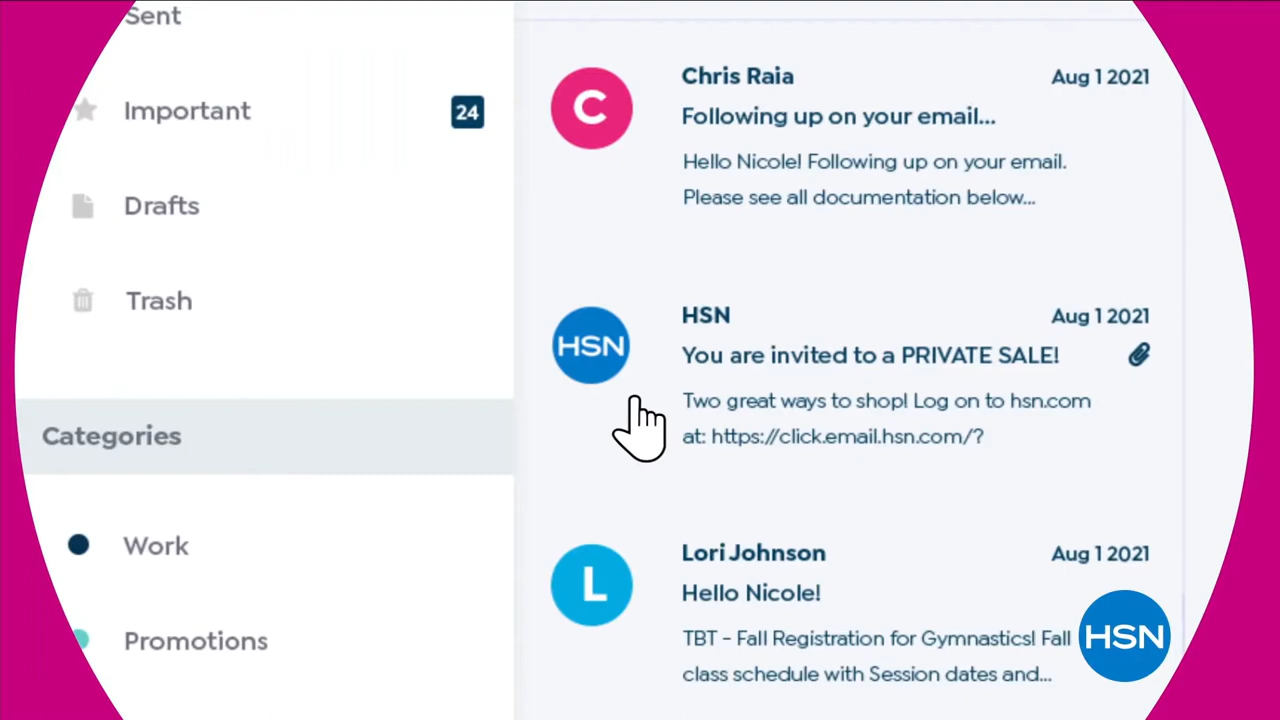 Sent
Important
24
Drafts
Trash
Categories
Work
Promotions
C
Chris Raia
Aug 1 2021
Following up on your email...
Hello Nicole! Following up on your email.
Please see all documentation below...
HSN
HSN
Aug 1 2021
You are invited to a PRIVATE SALE!
Two great ways to shop! Log on to hsn.com
at: https://click.email.hsn.com/?
L
Lori Johnson
Aug 1 2021
Hello Nicole!
TBT - Fall Registration for Gymnastics! Fall
class schedule with Session dates and...
HSN